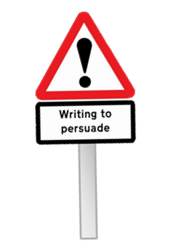 !
Writing to
persuade